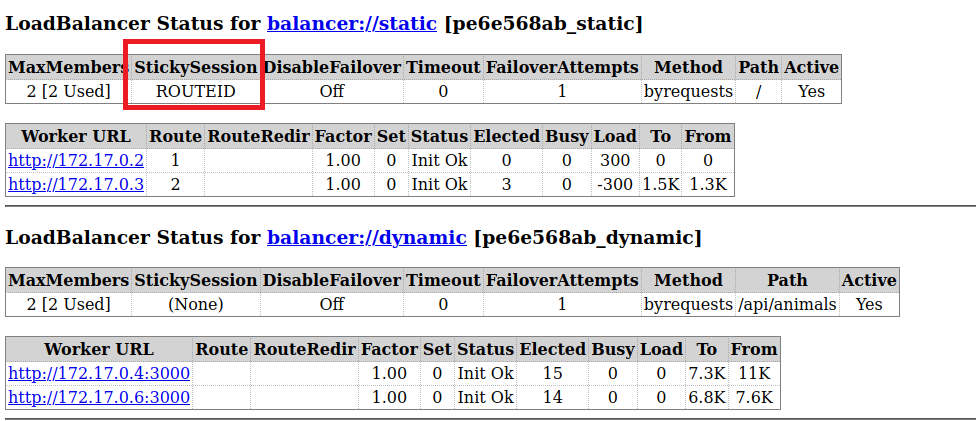 LoadBalancer Status for balancer://static [pe6e568ab_static]
MaxMembers StickySession DisableFailover Timeout FailoverAttempts Method Path Active
2 [2 Used] ROUTEID Off 0 1 byrequests / Yes
Worker URL Route RouteRedir Factor Set Status Elected Busy Load To From
http://172.17.0.2 1 1.00 0 Init Ok 0 0 300 0 0
http://172.17.0.3 2 1.00 0 Init Ok 3 0 -300 1.5K 1.3K
LoadBalancer Status for balancer://dynamic [pe6e568ab_dynamic]
MaxMembers StickySession DisableFailover Timeout FailoverAttempts Method Path Active
2 [2 Used] (None) Off 0 1 byrequests /api/animals Yes
Worker URL Route RouteRedir Factor Set Status Elected Busy Load To From
http://172.17.0.4:3000 1.00 0 Init Ok 15 0 0 7.3K 11K
http://172.17.0.6:3000 1.00 0 Init Ok 14 0 0 6.8K 7.6K